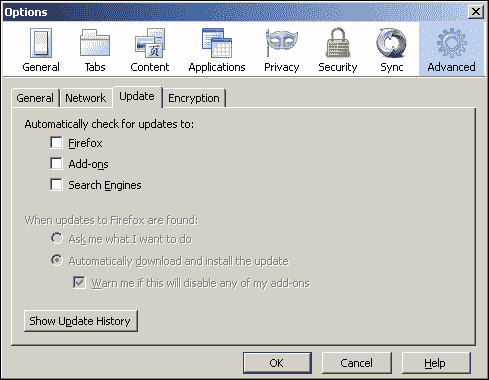 Options
General Tabs Content Applications Privacy Security Sync Advanced
General Network Update Encryption
Automatically check for updates to:
Firefox
Add-ons
Search Engines
When updates to Firefox are found:
Ask me what I want to do
Automatically download and install the update
Warn me if this will disable any of my add-ons
Show Update History
OK Cancel Help